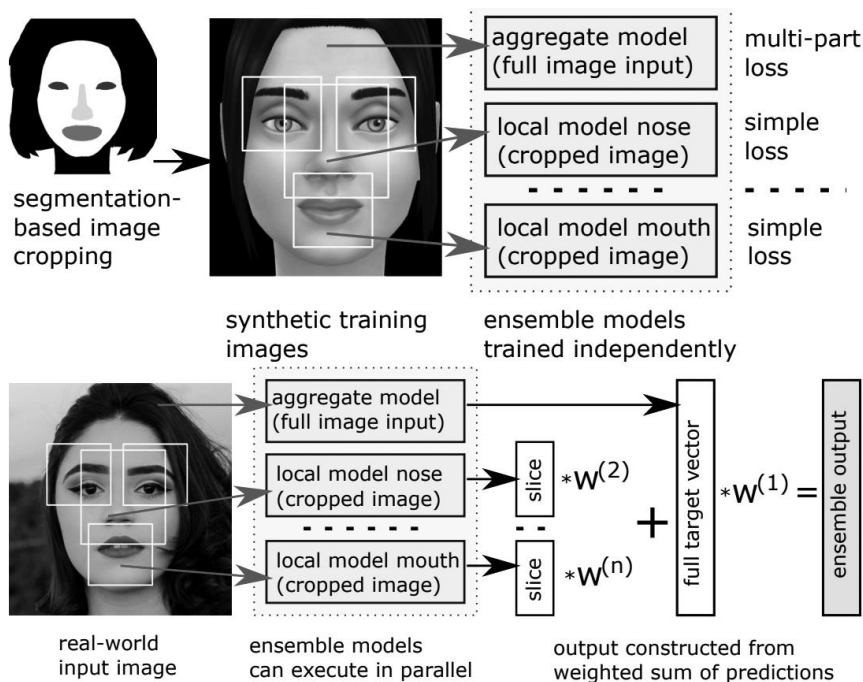 aggregate model
(full image input)
multi-part
loss
local model nose
(cropped image)
simple
loss
local model mouth
(cropped image)
simple
loss
segmentation-
based image
cropping
synthetic training
images
ensemble models
trained independently
aggregate model
(full image input)
local model nose
(cropped image)
local model mouth
(cropped image)
slice
*w(2)
slice
*w(n)
+
full target vector
*w(1)
=
ensemble output
real-world
input image
ensemble models
can execute in parallel
output constructed from
weighted sum of predictions